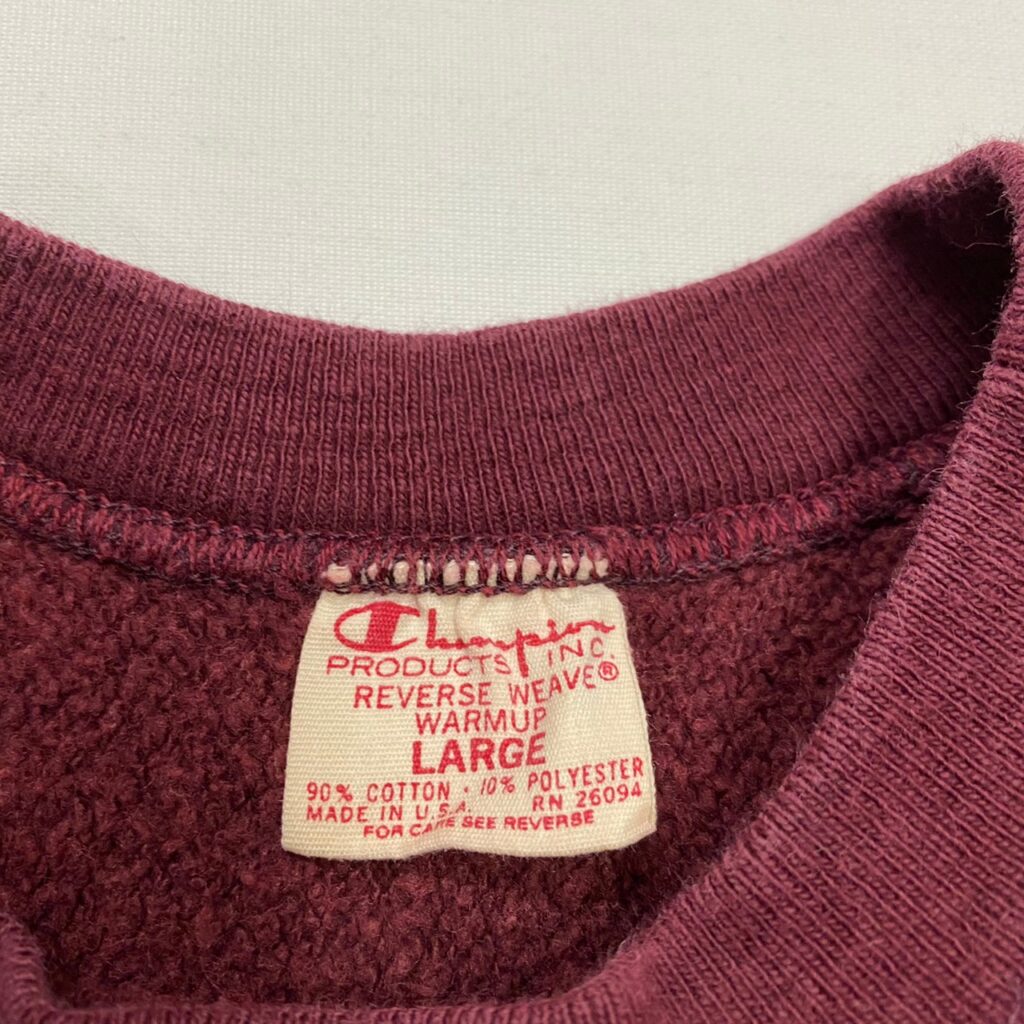 Champion
PRODUCTS INC.
REVERSE WEAVE®
WARMUP
LARGE
90% COTTON · 10% POLYESTER
MADE IN U.S.A. RN 26094
FOR CARE SEE REVERSE